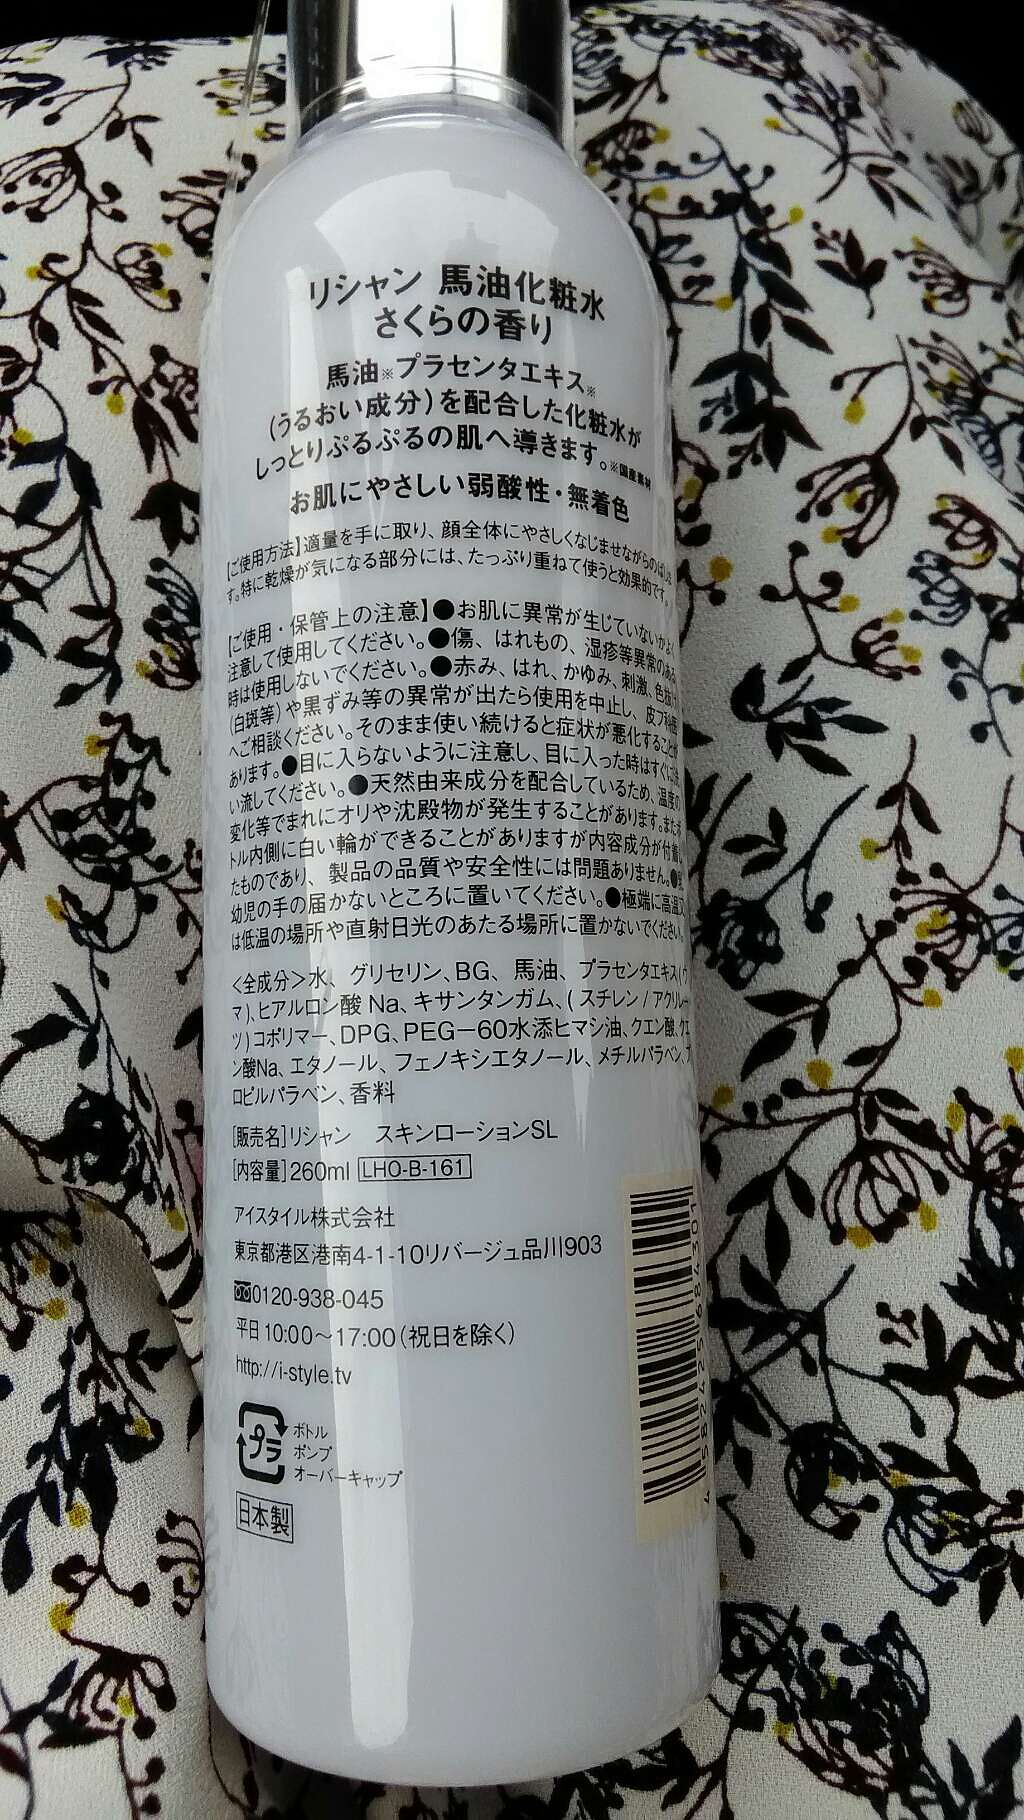 リシャン 馬油化粧水
さくらの香り
馬油※プラセンタエキス※
(うるおい成分)を配合した化粧水が
しっとりぷるぷるの肌へ導きます。※国産素材
お肌にやさしい弱酸性・無着色
【ご使用方法】適量を手に取り、顔全体にやさしくなじませながらのばしま
す。特に乾燥が気になる部分には、たっぷり重ねて使うと効果的です。
【ご使用・保管上の注意】●お肌に異常が生じていないかよく
注意して使用してください。●傷、はれもの、湿疹等異常のある
時は使用しないでください。●赤み、はれ、かゆみ、刺激、色抜け
(白斑等)や黒ずみ等の異常が出たら使用を中止し、皮フ科医
へご相談ください。そのまま使い続けると症状が悪化することが
あります。●目に入らないように注意し、目に入った時はすぐに
い流してください。●天然由来成分を配合しているため、温度の
変化等でまれにオリや沈殿物が発生することがあります。またボ
トル内側に白い輪ができることがありますが内容成分が付着し
たものであり、製品の品質や安全性には問題ありません。●
幼児の手の届かないところに置いてください。●極端に高温又
は低温の場所や直射日光のあたる場所に置かないでください。
<全成分>水、グリセリン、BG、馬油、プラセンタエキス(ウ
マ)、ヒアルロン酸Na、キサンタンガム、(スチレン/アクリレー
ツ)コポリマー、DPG、PEG-60水添ヒマシ油、クエン酸、クエ
ン酸Na、エタノール、フェノキシエタノール、メチルパラベン、プ
ロピルパラベン、香料
[販売名]リシャン スキンローションSL
[内容量]260ml LHO-B-161
アイスタイル株式会社
東京都港区港南4-1-10リバージュ品川903
0120-938-045
平日10:00〜17:00(祝日を除く)
http://i-style.tv
プラ
ボトル
ポンプ
オーバーキャップ
日本製